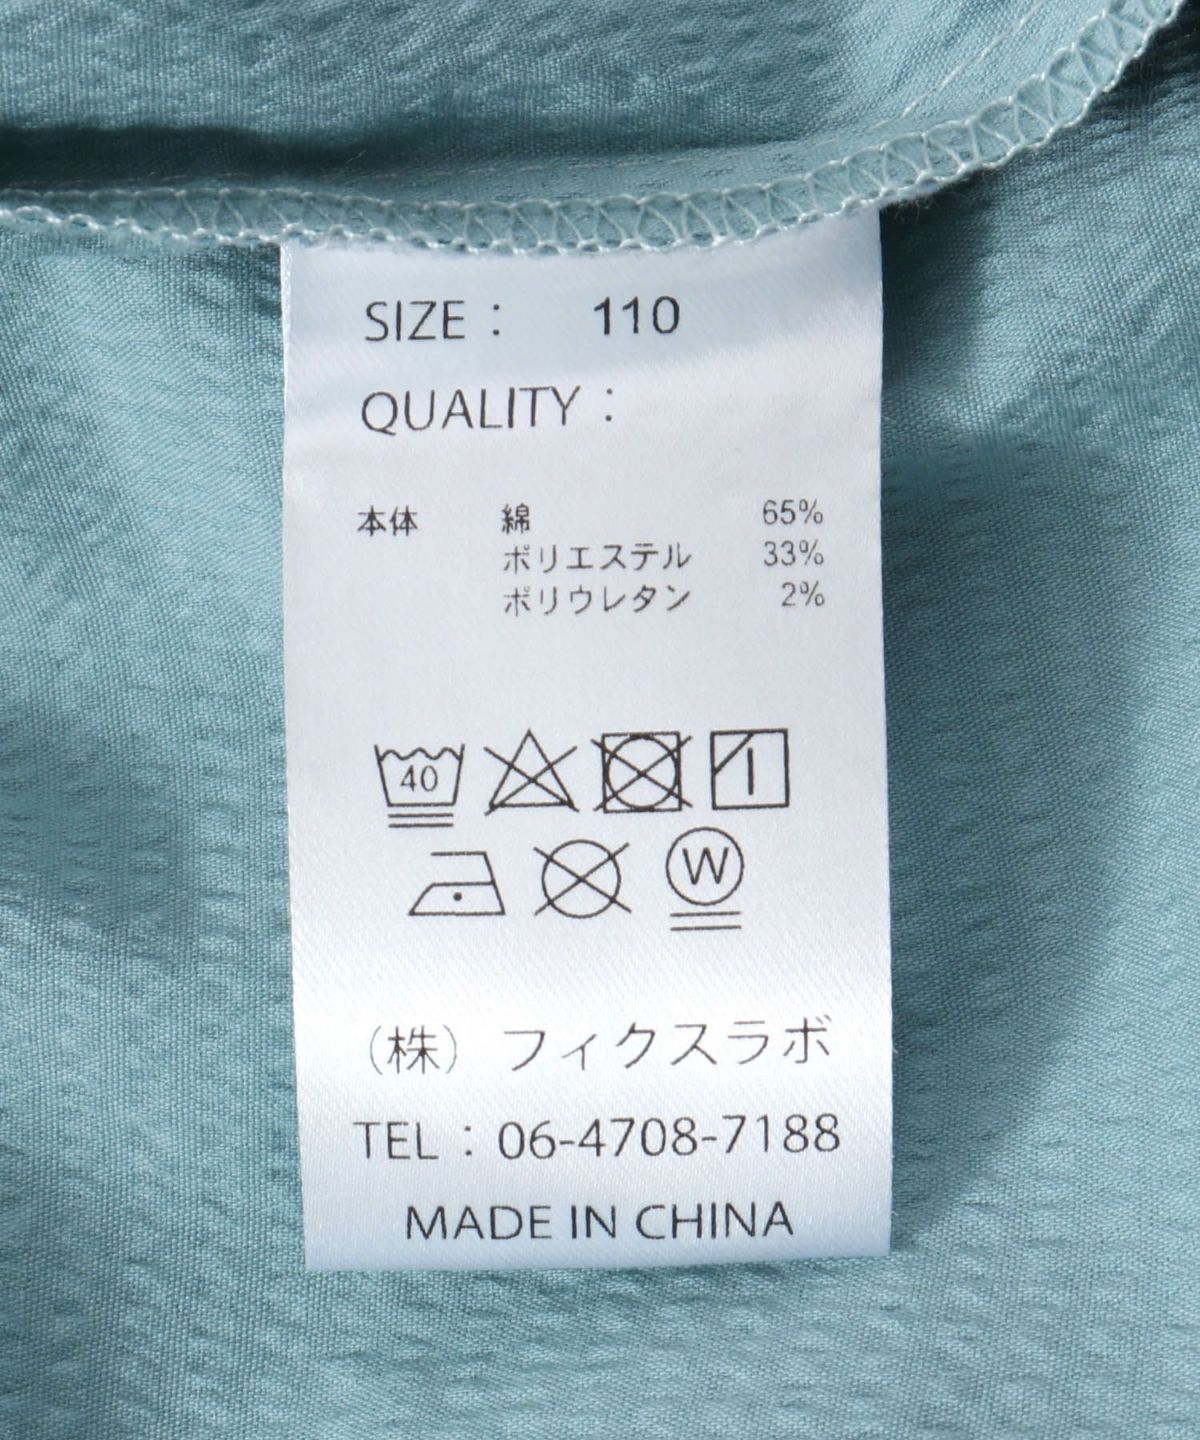 SIZE： 110
QUALITY：
本体 綿 65%
ポリエステル 33%
ポリウレタン 2%
40
W
（株）フィクスラボ
TEL：06-4708-7188
MADE IN CHINA